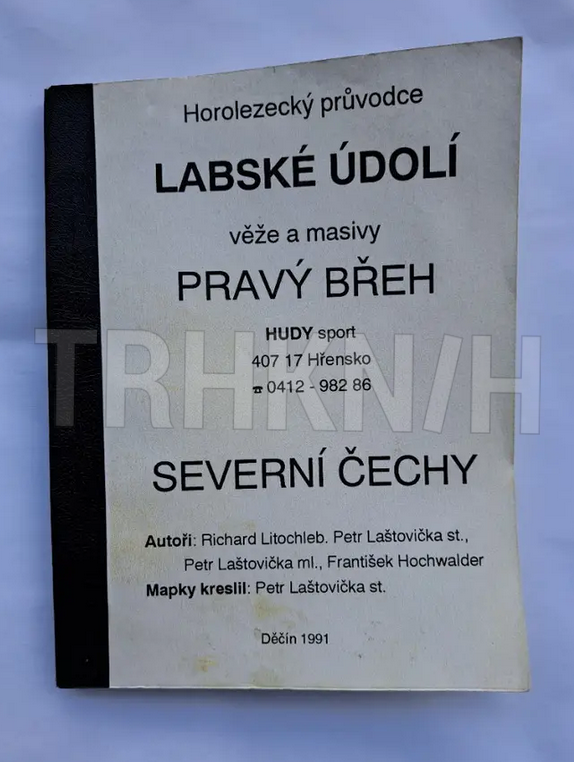 Horolezecký průvodce
LABSKÉ ÚDOLÍ
věže a masivy
PRAVÝ BŘEH
HUDY sport
407 17 Hřensko
☎ 0412 - 982 86
TRHKNIH
SEVERNÍ ČECHY
Autoři: Richard Litochleb. Petr Laštovička st.,
Petr Laštovička ml., František Hochwalder
Mapky kreslil: Petr Laštovička st.
Děčín 1991